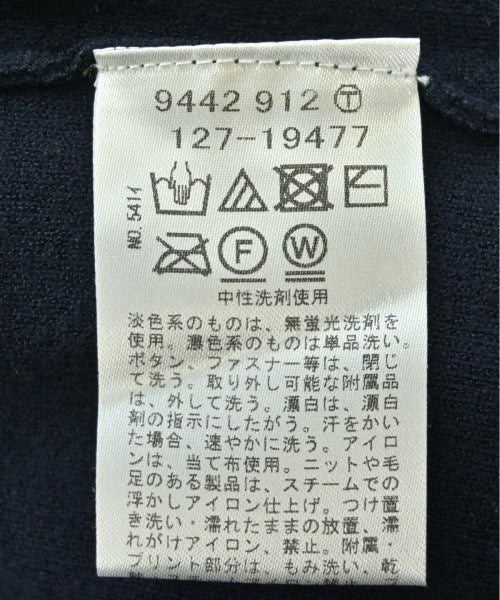 9442 912 Ⓣ
127-19477
NO.541イ
F
W
中性洗剤使用
淡色系のものは、無蛍光洗剤を
使用。濃色系のものは単品洗い。
ボタン、ファスナー等は、閉じ
て洗う。取り外し可能な附属品
は、外して洗う。漂白は、漂白
剤の指示にしたがう。汗をかい
た場合、速やかに洗う。アイロ
ンは、当て布使用。ニットや毛
足のある製品は、スチームでの
浮かしアイロン仕上げ。つけ置
き洗い・濡れたままの放置、濡
れがけアイロン、禁止。附属・
プリント部分は、もみ洗い、乾